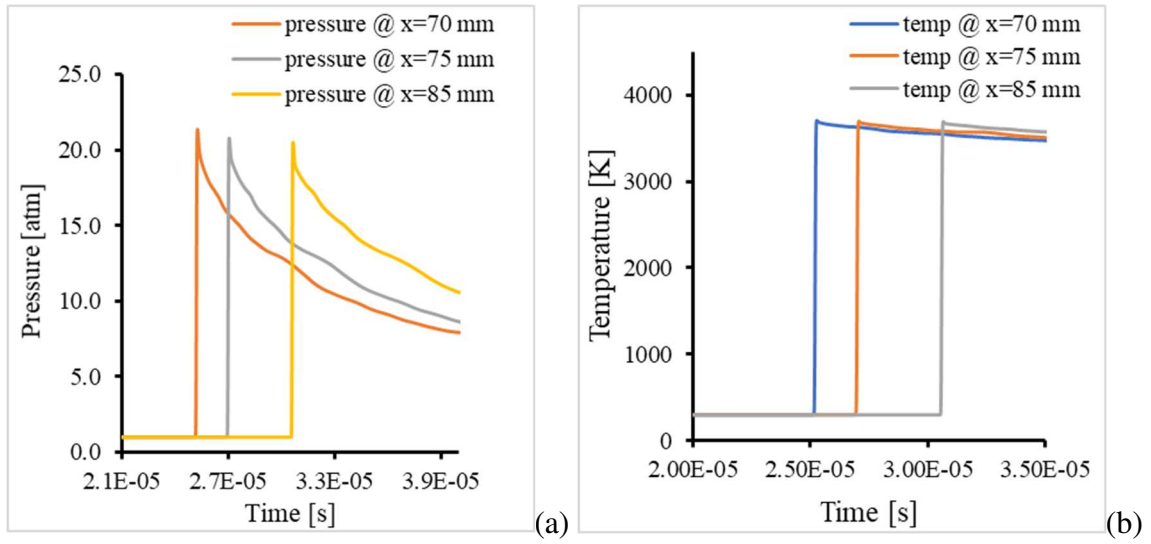 pressure @ x=70 mm
pressure @ x=75 mm
pressure @ x=85 mm
25.0
20.0
15.0
10.0
5.0
0.0
Pressure [atm]
2.1E-05 2.7E-05 3.3E-05 3.9E-05
Time [s]
(a)
temp @ x=70 mm
temp @ x=75 mm
temp @ x=85 mm
4000
3000
2000
1000
0
Temperature [K]
2.00E-05 2.50E-05 3.00E-05 3.50E-05
Time [s]
(b)